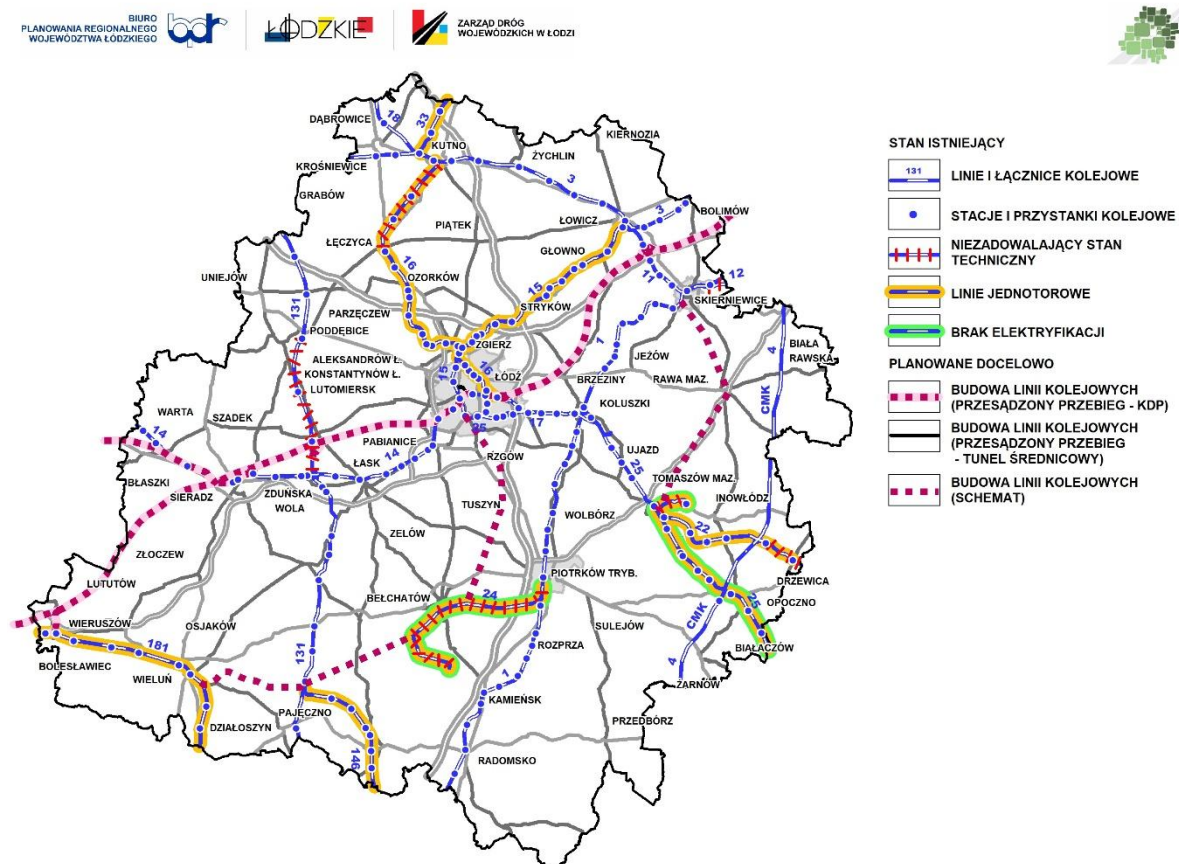 BIURO
PLANOWANIA REGIONALNEGO
WOJEWÓDZTWA ŁÓDZKIEGO
bpr
ŁÓDZKIE
ZARZĄD DRÓG
WOJEWÓDZKICH W ŁODZI
STAN ISTNIEJĄCY
131
LINIE I ŁĄCZNICE KOLEJOWE
STACJE I PRZYSTANKI KOLEJOWE
NIEZADOWALAJĄCY STAN
TECHNICZNY
LINIE JEDNOTOROWE
BRAK ELEKTRYFIKACJI
PLANOWANE DOCELOWO
BUDOWA LINII KOLEJOWYCH
(PRZESĄDZONY PRZEBIEG - KDP)
BUDOWA LINII KOLEJOWYCH
(PRZESĄDZONY PRZEBIEG
- TUNEL ŚREDNICOWY)
BUDOWA LINII KOLEJOWYCH
(SCHEMAT)
DĄBROWICE
18
33
KUTNO
KIERNOZIA
ŻYCHLIN
KROŚNIEWICE
3
GRABÓW
ŁOWICZ
3
BOLIMÓW
PIĄTEK
ŁĘCZYCA
GŁOWNO
UNIEJÓW
16
OZORKÓW
11
12
15
SKIERNIEWICE
131
PARZĘCZEW
STRYKÓW
PODDĘBICE
ZGIERZ
1
4
BIAŁA
RAWSKA
ALEKSANDRÓW Ł.
KONSTANTYNÓW Ł.
LUTOMIERSK
JEŻÓW
15
16
ŁÓDŹ
BRZEZINY
RAWA MAZ.
WARTA
SZADEK
KOLUSZKI
CMK
14
PABIANICE
25
17
RZGÓW
UJAZD
BŁASZKI
ŁASK
14
25
SIERADZ
ZDUŃSKA
WOLA
TUSZYN
TOMASZÓW MAZ.
INOWŁÓDZ
WOLBÓRZ
ZELÓW
22
ZŁOCZEW
PIOTRKÓW TRYB.
DRZEWICA
LUTUTÓW
BEŁCHATÓW
24
25
OPOCZNO
WIERUSZÓW
OSJAKÓW
SULEJÓW
CMK
181
ROZPRZA
BIAŁACZÓW
BOLESŁAWIEC
131
1
4
WIELUŃ
ŻARNÓW
KAMIEŃSK
PAJĘCZNO
PRZEDBÓRZ
DZIAŁOSZYN
146
RADOMSKO